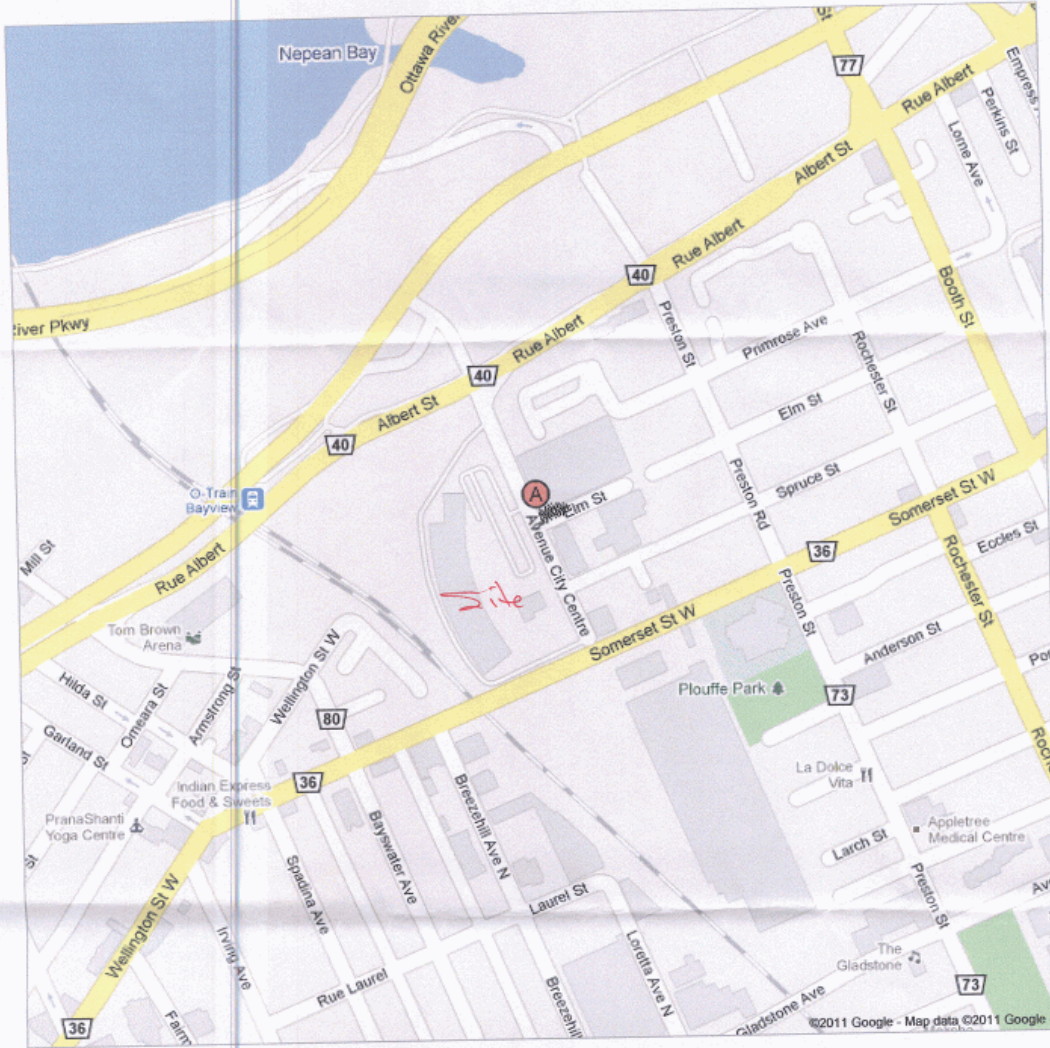 Nepean Bay
Ottawa River
St
77
Rue Albert
Empress
Perkins St
Lorne Ave
Albert St
Rue Albert
40
Booth St
River Pkwy
Preston St
Primrose Ave
Rochester St
Rue Albert
40
Albert St
Elm St
40
O-Train
Bayview
A
Elm St
Preston Rd
Spruce St
Somerset St W
Avenue City Centre
Eccles St
36
Mill St
Rue Albert
Site
Rochester St
Preston St
Tom Brown
Arena
Wellington St W
Somerset St W
Anderson St
Hilda St
Omeara St
Armstrong St
Plouffe Park
73
80
Garland St
St
36
Indian Express
Food & Sweets
La Dolce
Vita
PranaShanti
Yoga Centre
Bayswater Ave
Breezehill Ave N
Appletree
Medical Centre
St
Larch St
Spadina Ave
Laurel St
Preston St
Wellington St W
Irving Ave
Loretta Ave N
The
Gladstone
Rue Laurel
Breezehill
Gladstone Ave
73
36
Fairm
©2011 Google - Map data ©2011 Google